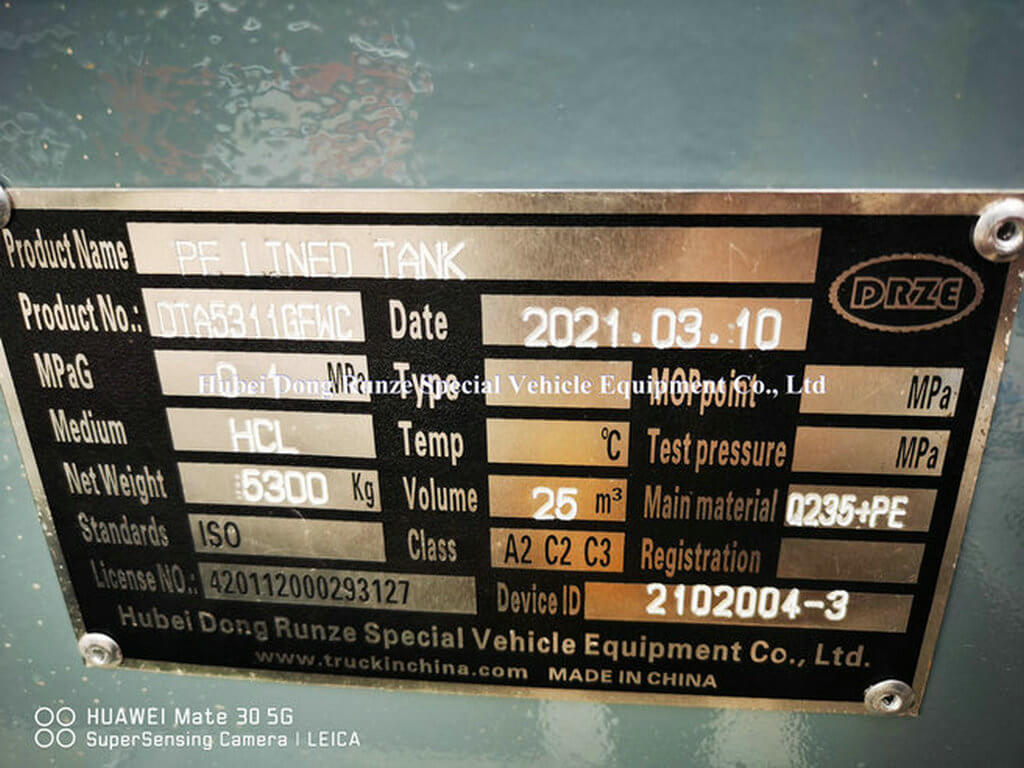 Product Name PE LINED TANK
DRZE
Product No.: DTA5311GFWC Date 2021.03.10
MPaG 0.1 MPa Type MOP point MPa
Hubei Dong Runze Special Vehicle Equipment Co., Ltd
Medium HCL Temp °C Test pressure MPa
Net Weight 5300 Kg Volume 25 m³ Main material Q235+PE
Standards ISO Class A2 C2 C3 Registration
License NO.: 420112000293127 Device ID 2102004-3
Hubei Dong Runze Special Vehicle Equipment Co., Ltd.
www.truckinchina.com MADE IN CHINA
HUAWEI Mate 30 5G
SuperSensing Camera | LEICA